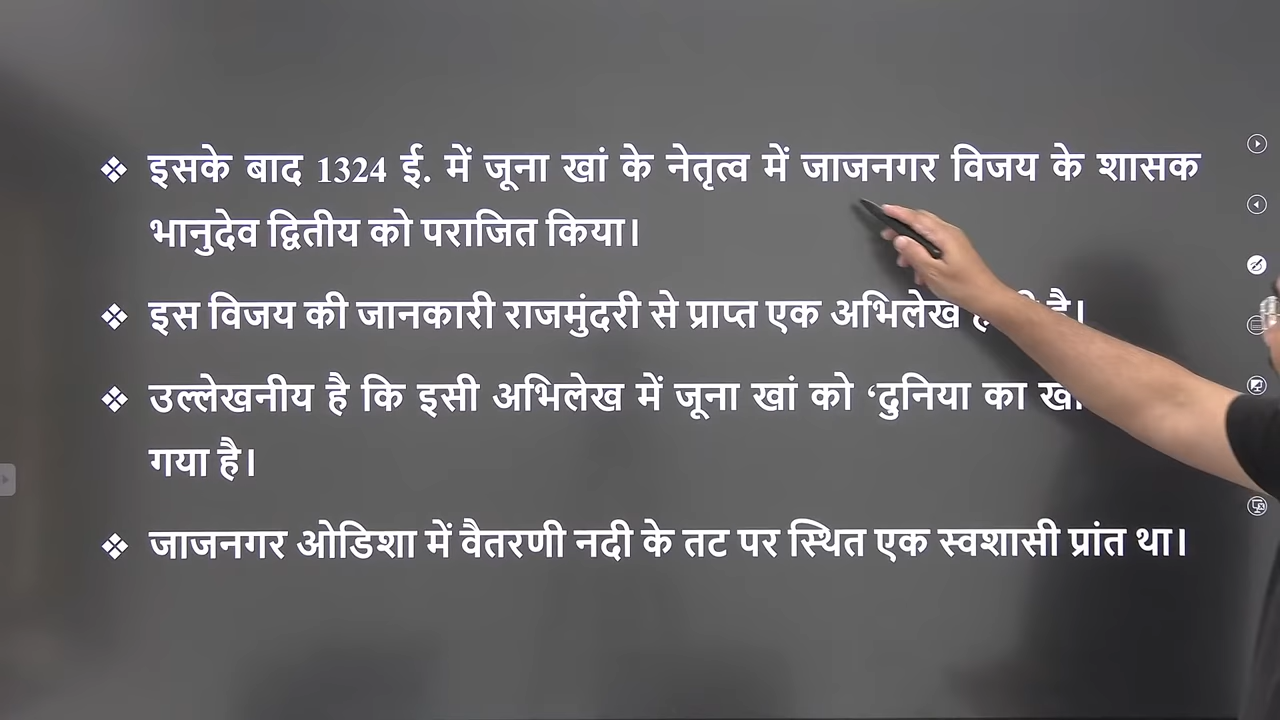 ❖ इसके बाद 1324 ई. में जूना खां के नेतृत्व में जाजनगर विजय के शासक
भानुदेव द्वितीय को पराजित किया।
❖ इस विजय की जानकारी राजमुंदरी से प्राप्त एक अभिलेख है।
❖ उल्लेखनीय है कि इसी अभिलेख में जूना खां को ‘दुनिया का
गया है।
❖ जाजनगर ओडिशा में वैतरणी नदी के तट पर स्थित एक स्वशासी प्रांत था।